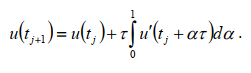 u(t_{j+1}) = u(t_j) + τ∫_0^1 u′(t_j + ατ)dα.